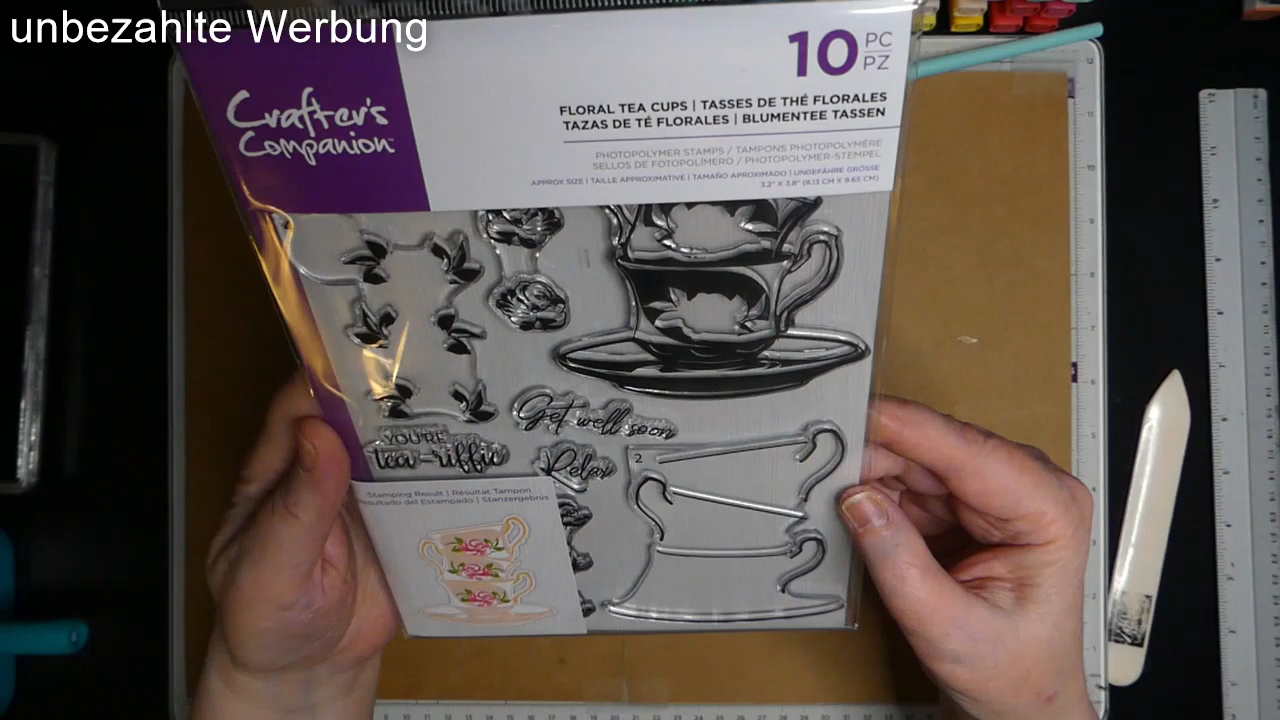 unbezahlte Werbung
Crafter's
Companion
10 PC
PZ
FLORAL TEA CUPS | TASSES DE THÉ FLORALES
TAZAS DE TÉ FLORALES | BLUMENTEE TASSEN
PHOTOPOLYMER STAMPS / TAMPONS PHOTOPOLYMÈRE
SELLOS DE FOTOPOLÍMERO / PHOTOPOLYMER-STEMPEL
APPROX SIZE | TAILLE APPROXIMATIVE | TAMAÑO APROXIMADO | UNGEFÄHRE GRÖSSE
3.2" X 3.8" (8.13 CM X 9.65 CM)
Get well soon
YOU'RE
tea-riffic
Relax
2
Stamping Result | Résultat Tampon
esultado del Estampado | Stanzergebnis